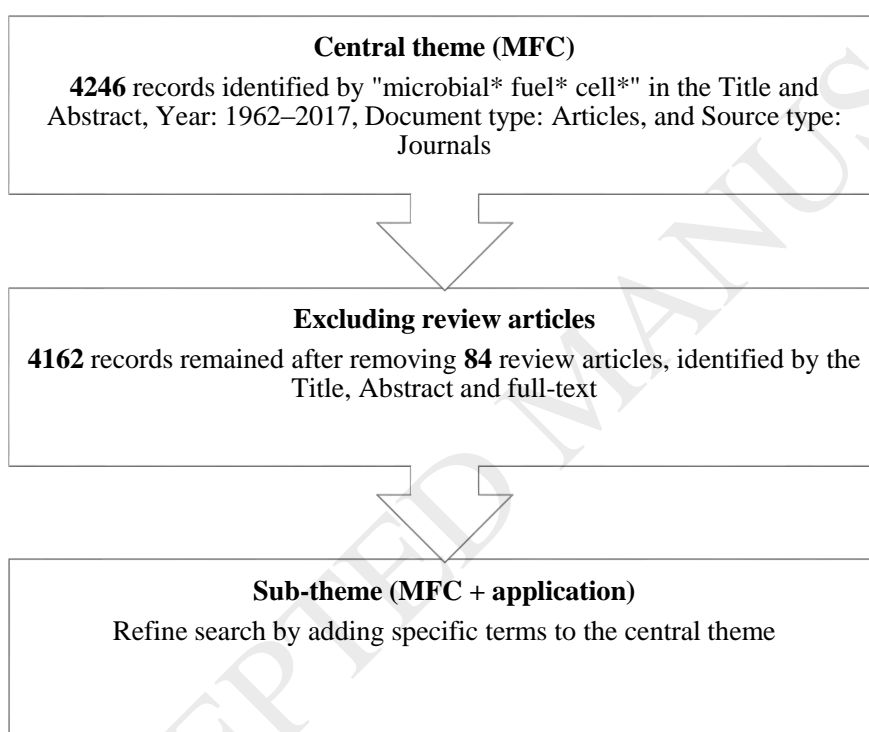 Central theme (MFC)
4246 records identified by "microbial* fuel* cell*" in the Title and
Abstract, Year: 1962–2017, Document type: Articles, and Source type:
Journals
Excluding review articles
4162 records remained after removing 84 review articles, identified by the
Title, Abstract and full-text
Sub-theme (MFC + application)
Refine search by adding specific terms to the central theme
EPTED MANUS